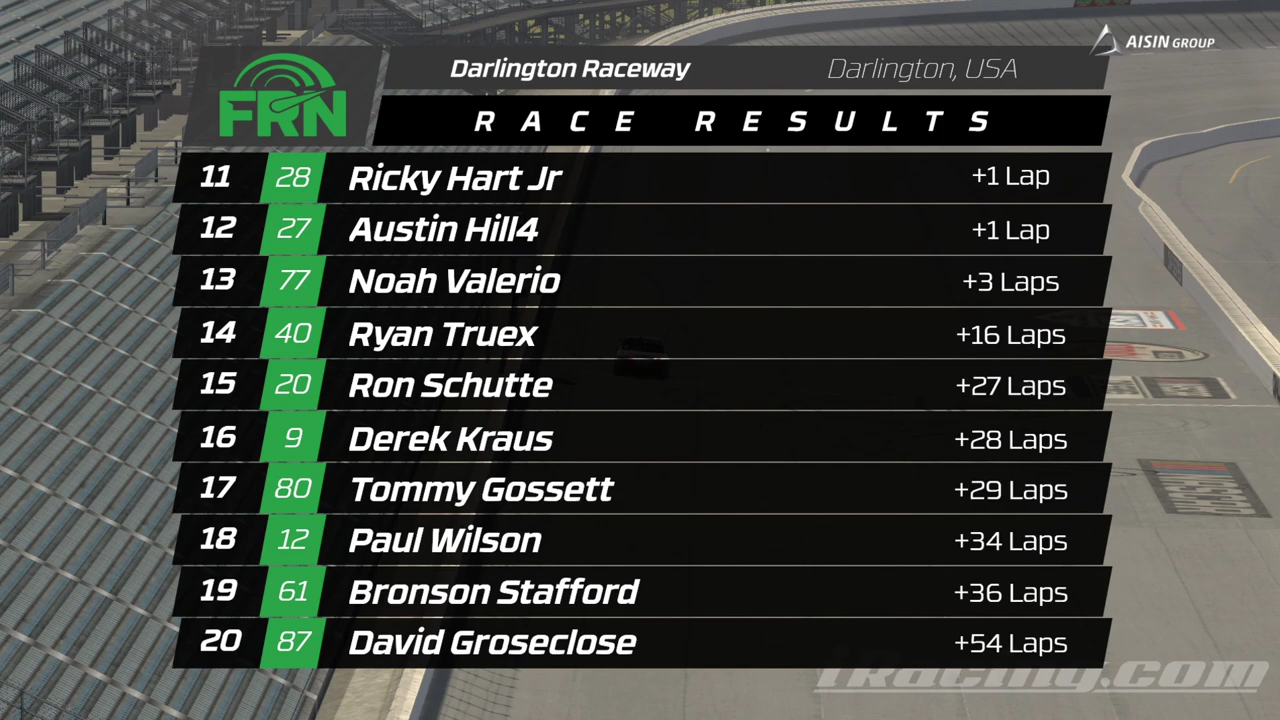 AISIN GROUP
FRN
Darlington Raceway Darlington, USA
RACE RESULTS
11 28 Ricky Hart Jr +1 Lap
12 27 Austin Hill4 +1 Lap
13 77 Noah Valerio +3 Laps
14 40 Ryan Truex +16 Laps
15 20 Ron Schutte +27 Laps
16 9 Derek Kraus +28 Laps
17 80 Tommy Gossett +29 Laps
18 12 Paul Wilson +34 Laps
19 61 Bronson Stafford +36 Laps
20 87 David Groseclose +54 Laps
iRacing.com